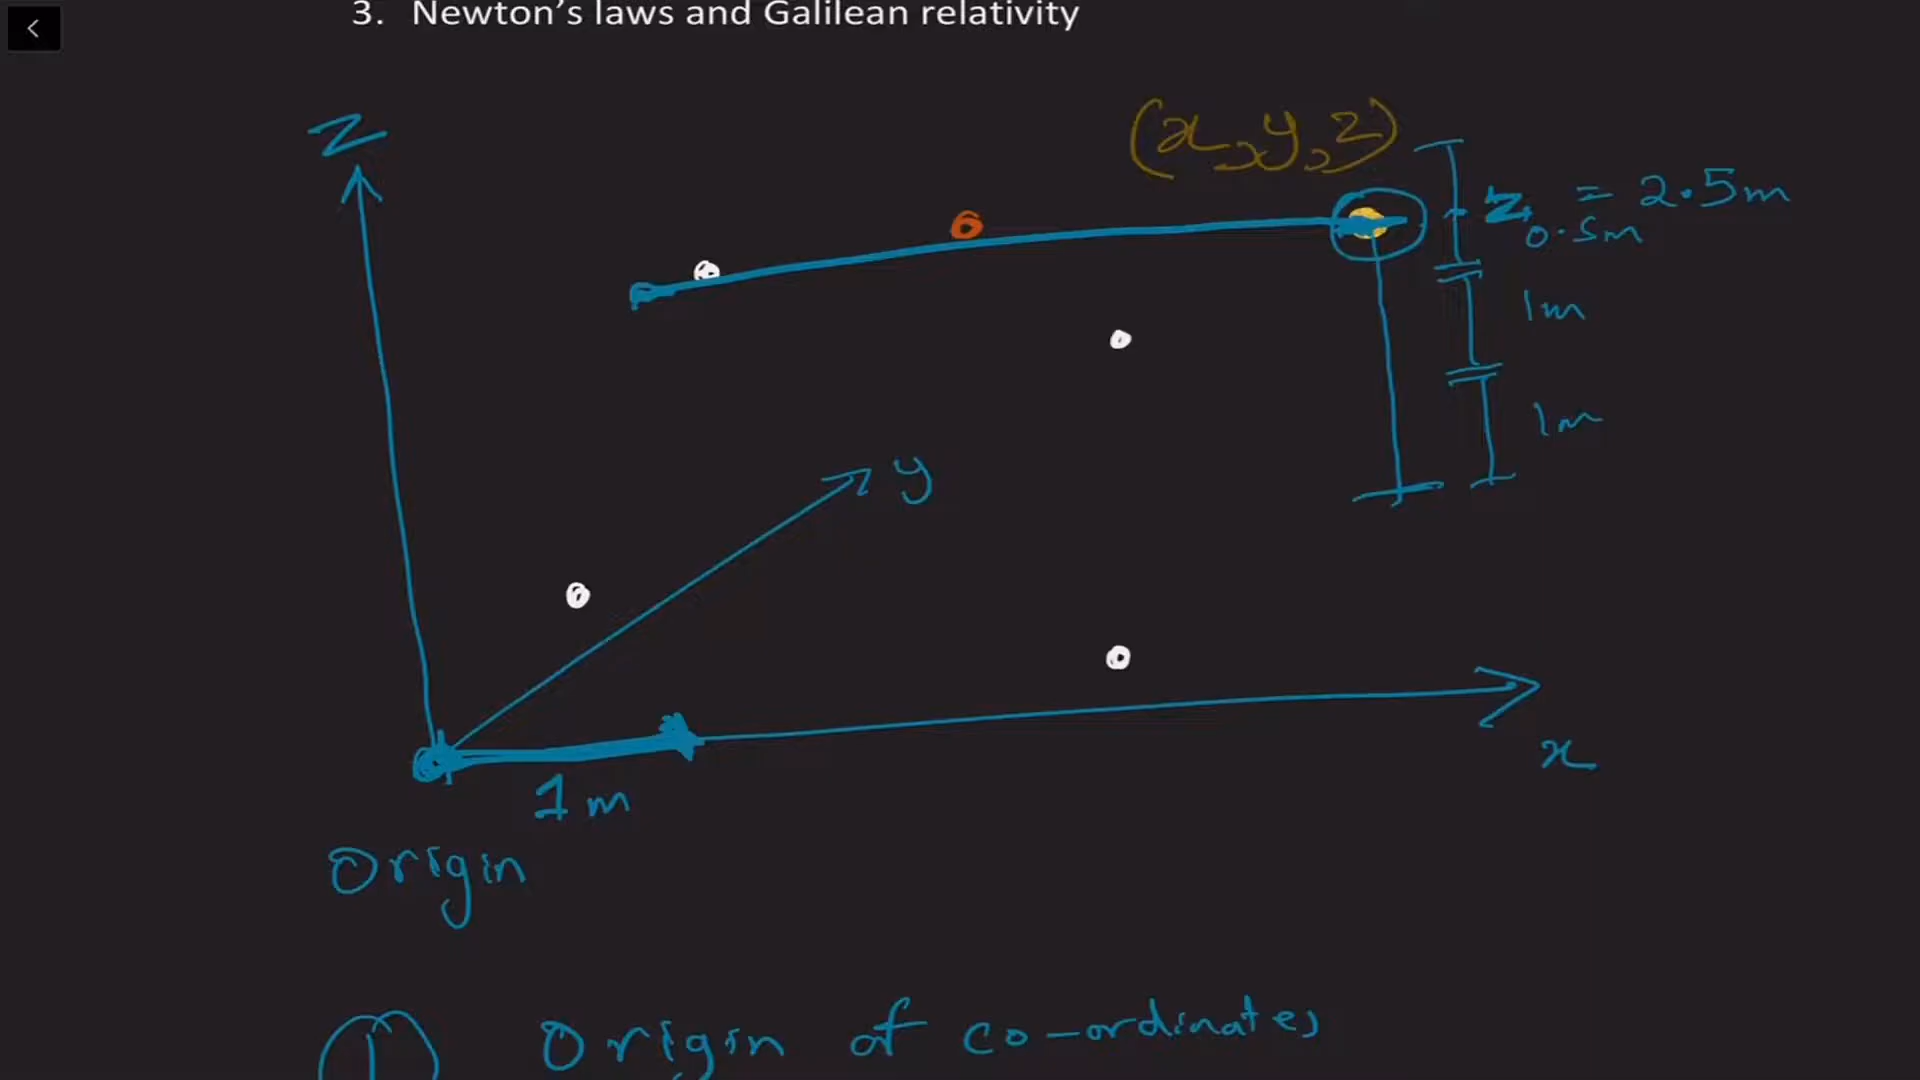 3. Newton's laws and Galilean relativity
z
(x, y, z)
z = 2.5m
0.5m
1m
1m
y
x
1m
Origin
1 Origin of co-ordinates